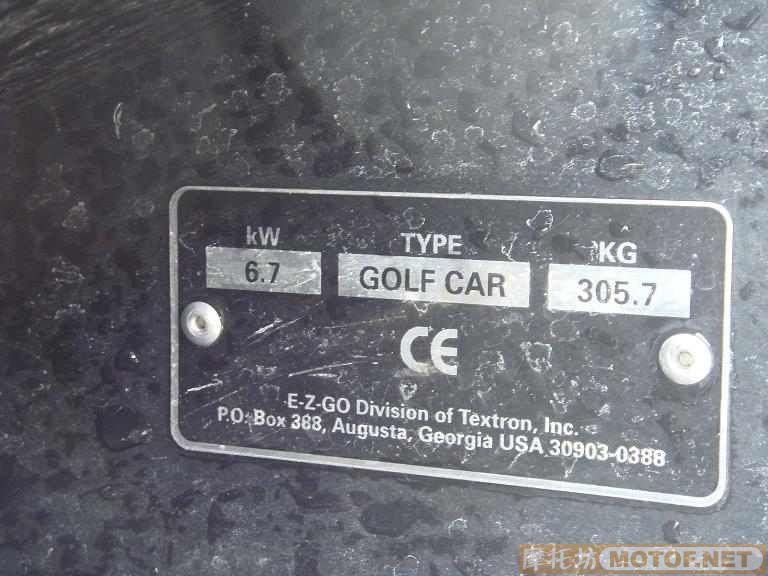 kW TYPE KG
6.7 GOLF CAR 305.7
CE
E-Z-GO Division of Textron, Inc.
P.O. Box 388, Augusta, Georgia USA 30903-0388
摩托坊 MOTOF.NET